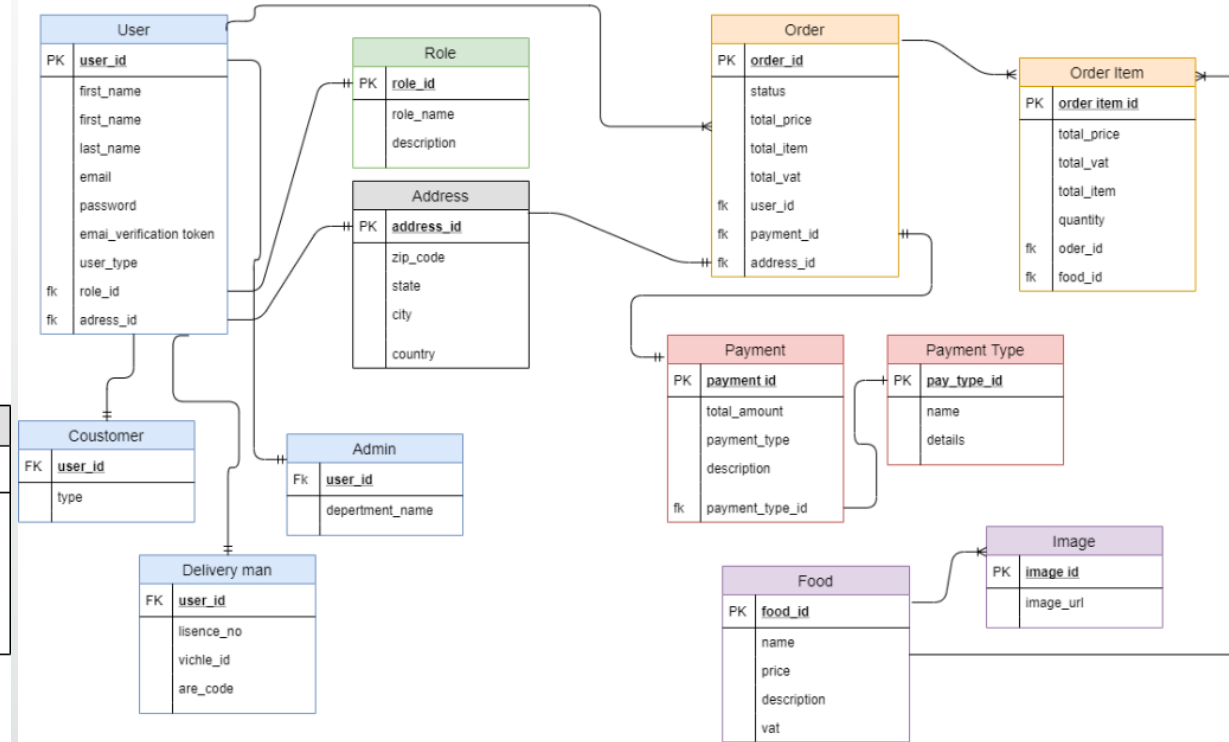 User
PK user_id
first_name
first_name
last_name
email
password
emai_verification token
user_type
fk role_id
fk adress_id
Role
PK role_id
role_name
description
Address
PK address_id
zip_code
state
city
country
Order
PK order_id
status
total_price
total_item
total_vat
fk user_id
fk payment_id
fk address_id
Order Item
PK order item id
total_price
total_vat
total_item
quantity
fk oder_id
fk food_id
Payment
PK payment id
total_amount
payment_type
description
fk payment_type_id
Payment Type
PK pay_type_id
name
details
Coustomer
FK user_id
type
Admin
Fk user_id
depertment_name
Delivery man
FK user_id
lisence_no
vichle_id
are_code
Food
PK food_id
name
price
description
vat
Image
PK image id
image_url